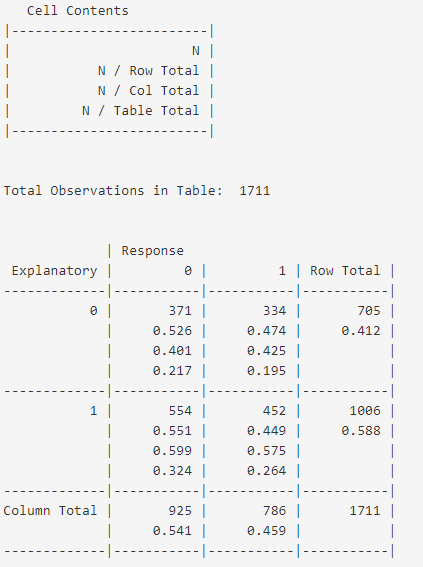 Cell Contents
|-------------------------|
|                       N |
|           N / Row Total |
|           N / Col Total |
|         N / Table Total |
|-------------------------|
Total Observations in Table:  1711
             | Response
 Explanatory |         0 |         1 | Row Total |
-------------|-----------|-----------|-----------|
           0 |       371 |       334 |       705 |
             |     0.526 |     0.474 |     0.412 |
             |     0.401 |     0.425 |           |
             |     0.217 |     0.195 |           |
-------------|-----------|-----------|-----------|
           1 |       554 |       452 |      1006 |
             |     0.551 |     0.449 |     0.588 |
             |     0.599 |     0.575 |           |
             |     0.324 |     0.264 |           |
-------------|-----------|-----------|-----------|
Column Total |       925 |       786 |      1711 |
             |     0.541 |     0.459 |           |
-------------|-----------|-----------|-----------|